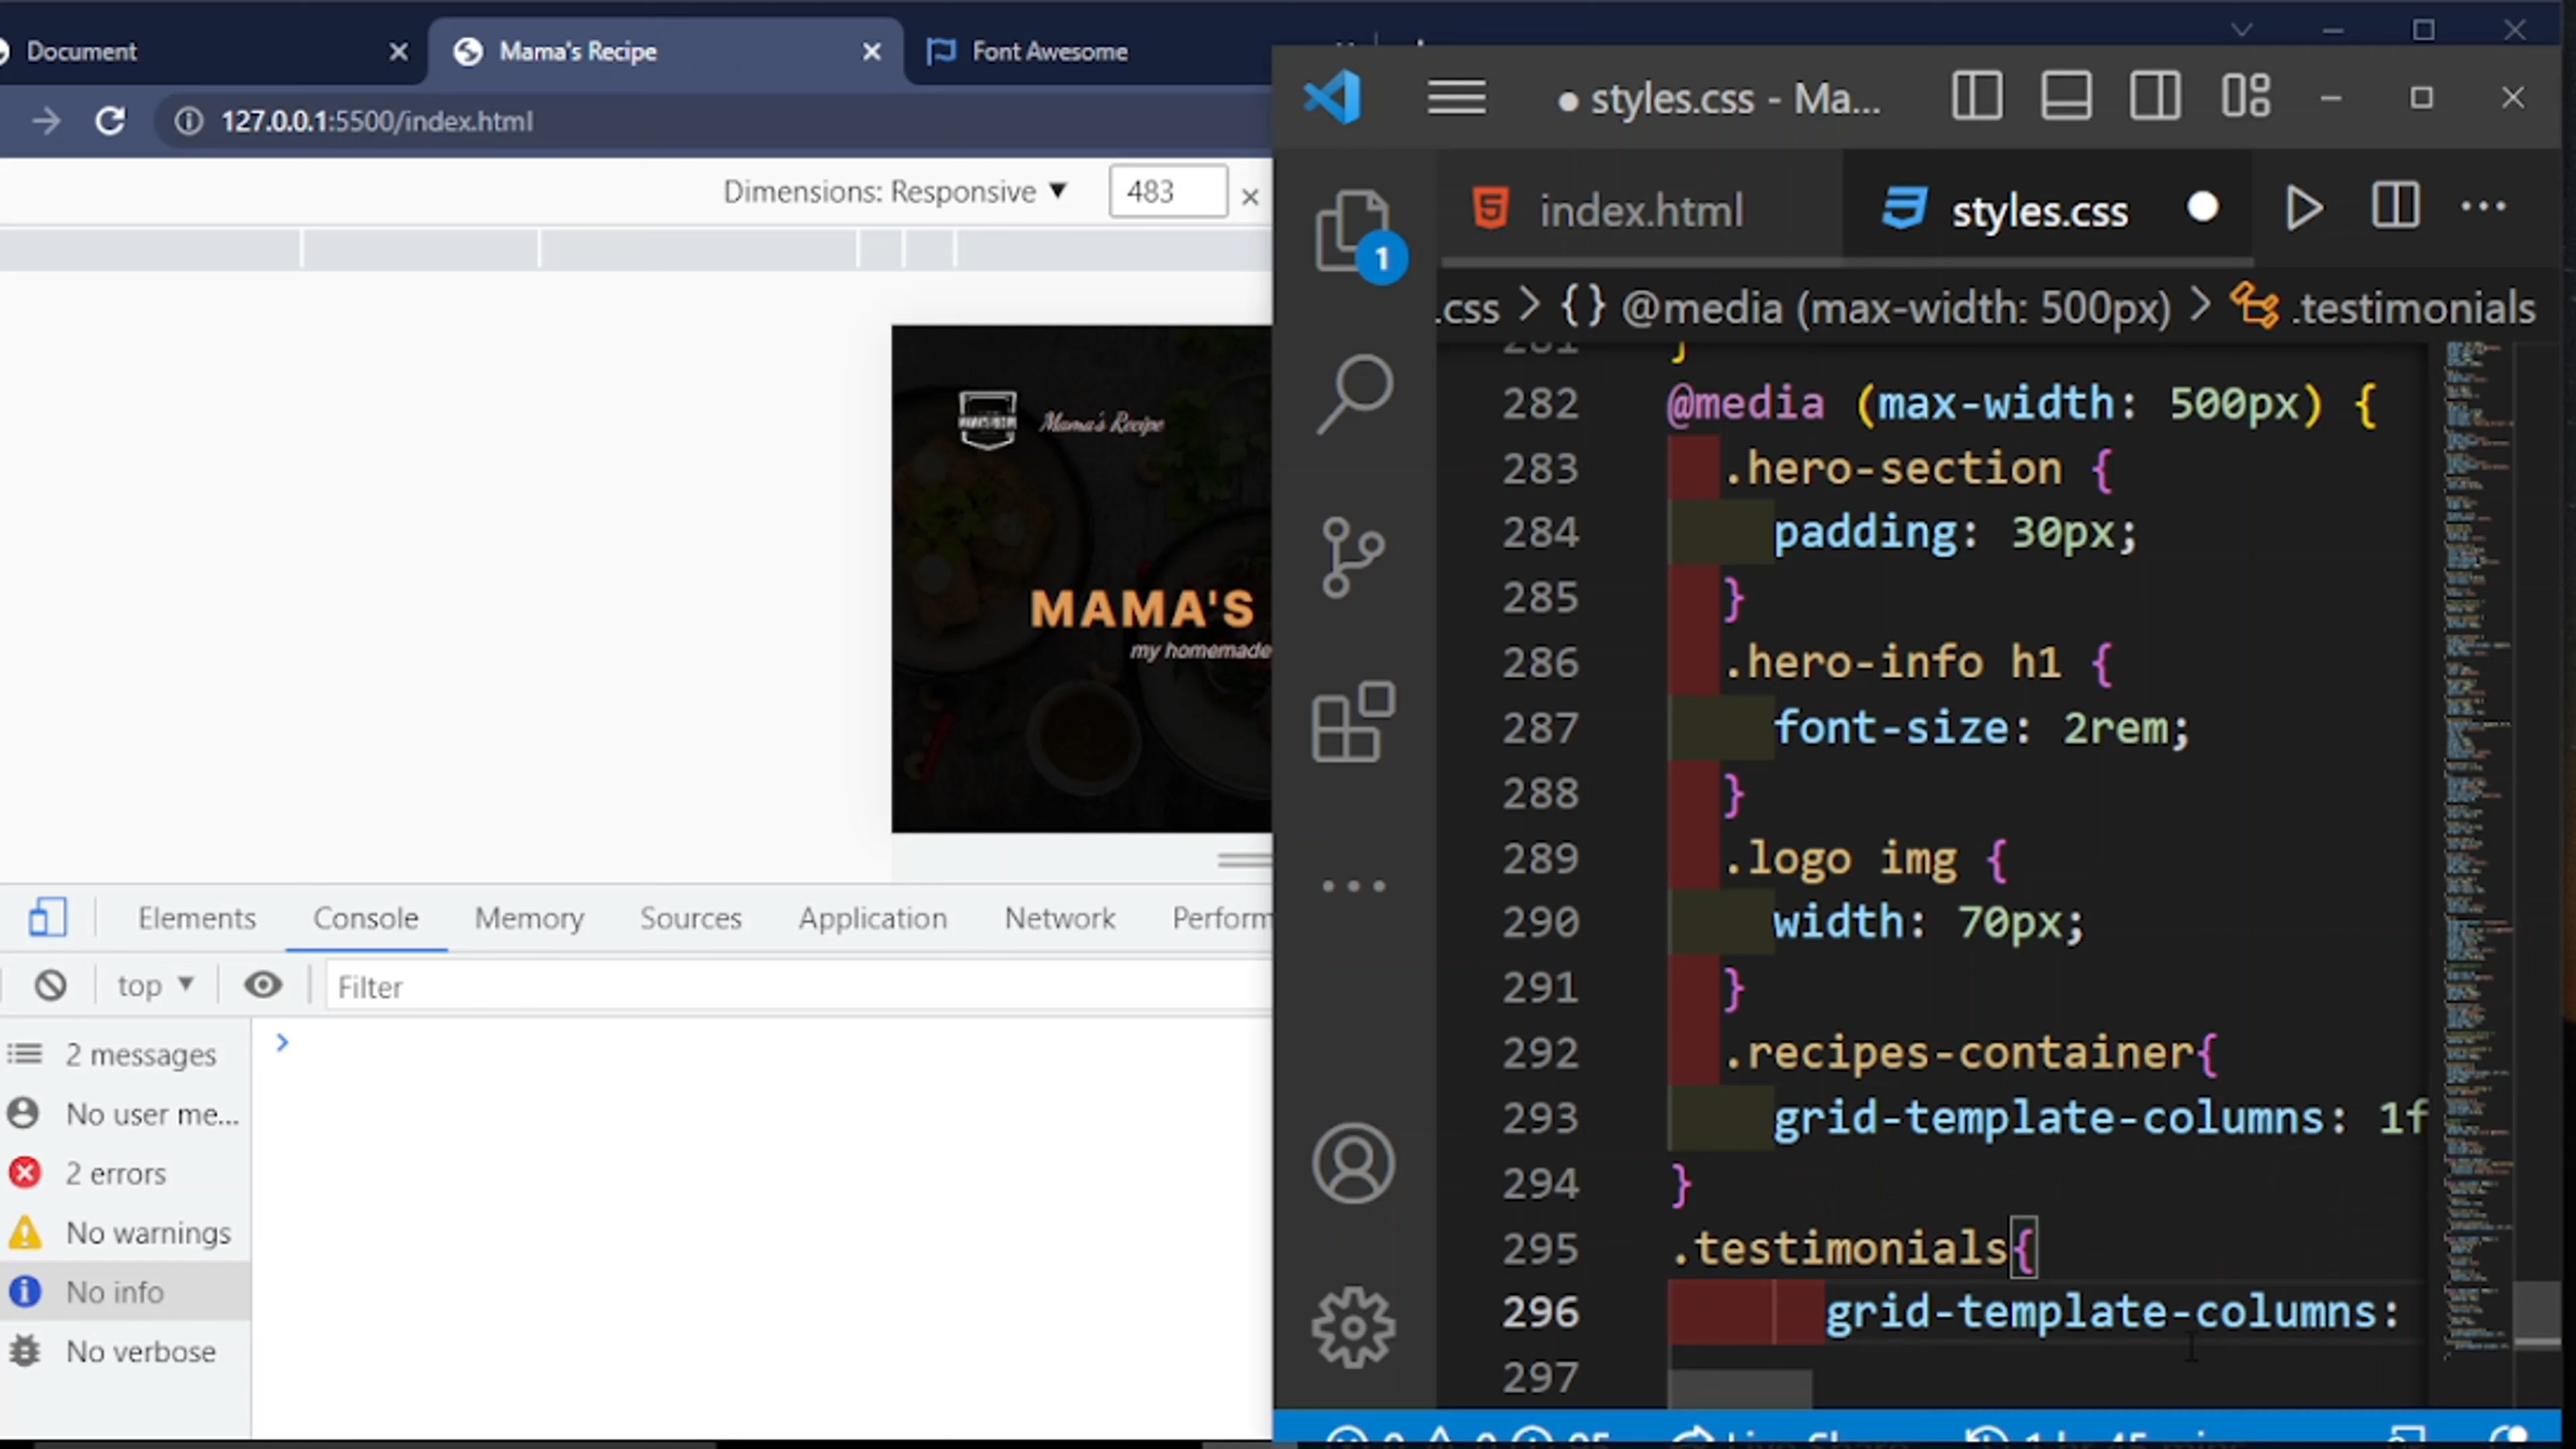 Document
Mama's Recipe
Font Awesome
127.0.0.1:5500/index.html
Dimensions: Responsive ▼ 483 ×
Mama's Recipe
MAMA'S
my homemade
Elements Console Memory Sources Application Network Perform
top ▼ Filter
2 messages
No user me...
2 errors
No warnings
No info
No verbose
● styles.css - Ma...
1
index.html
styles.css
.css > {} @media (max-width: 500px) > .testimonials
281 }
282 @media (max-width: 500px) {
283 .hero-section {
284 padding: 30px;
285 }
286 .hero-info h1 {
287 font-size: 2rem;
288 }
289 .logo img {
290 width: 70px;
291 }
292 .recipes-container{
293 grid-template-columns: 1f
294 }
295 .testimonials{
296 grid-template-columns:
297